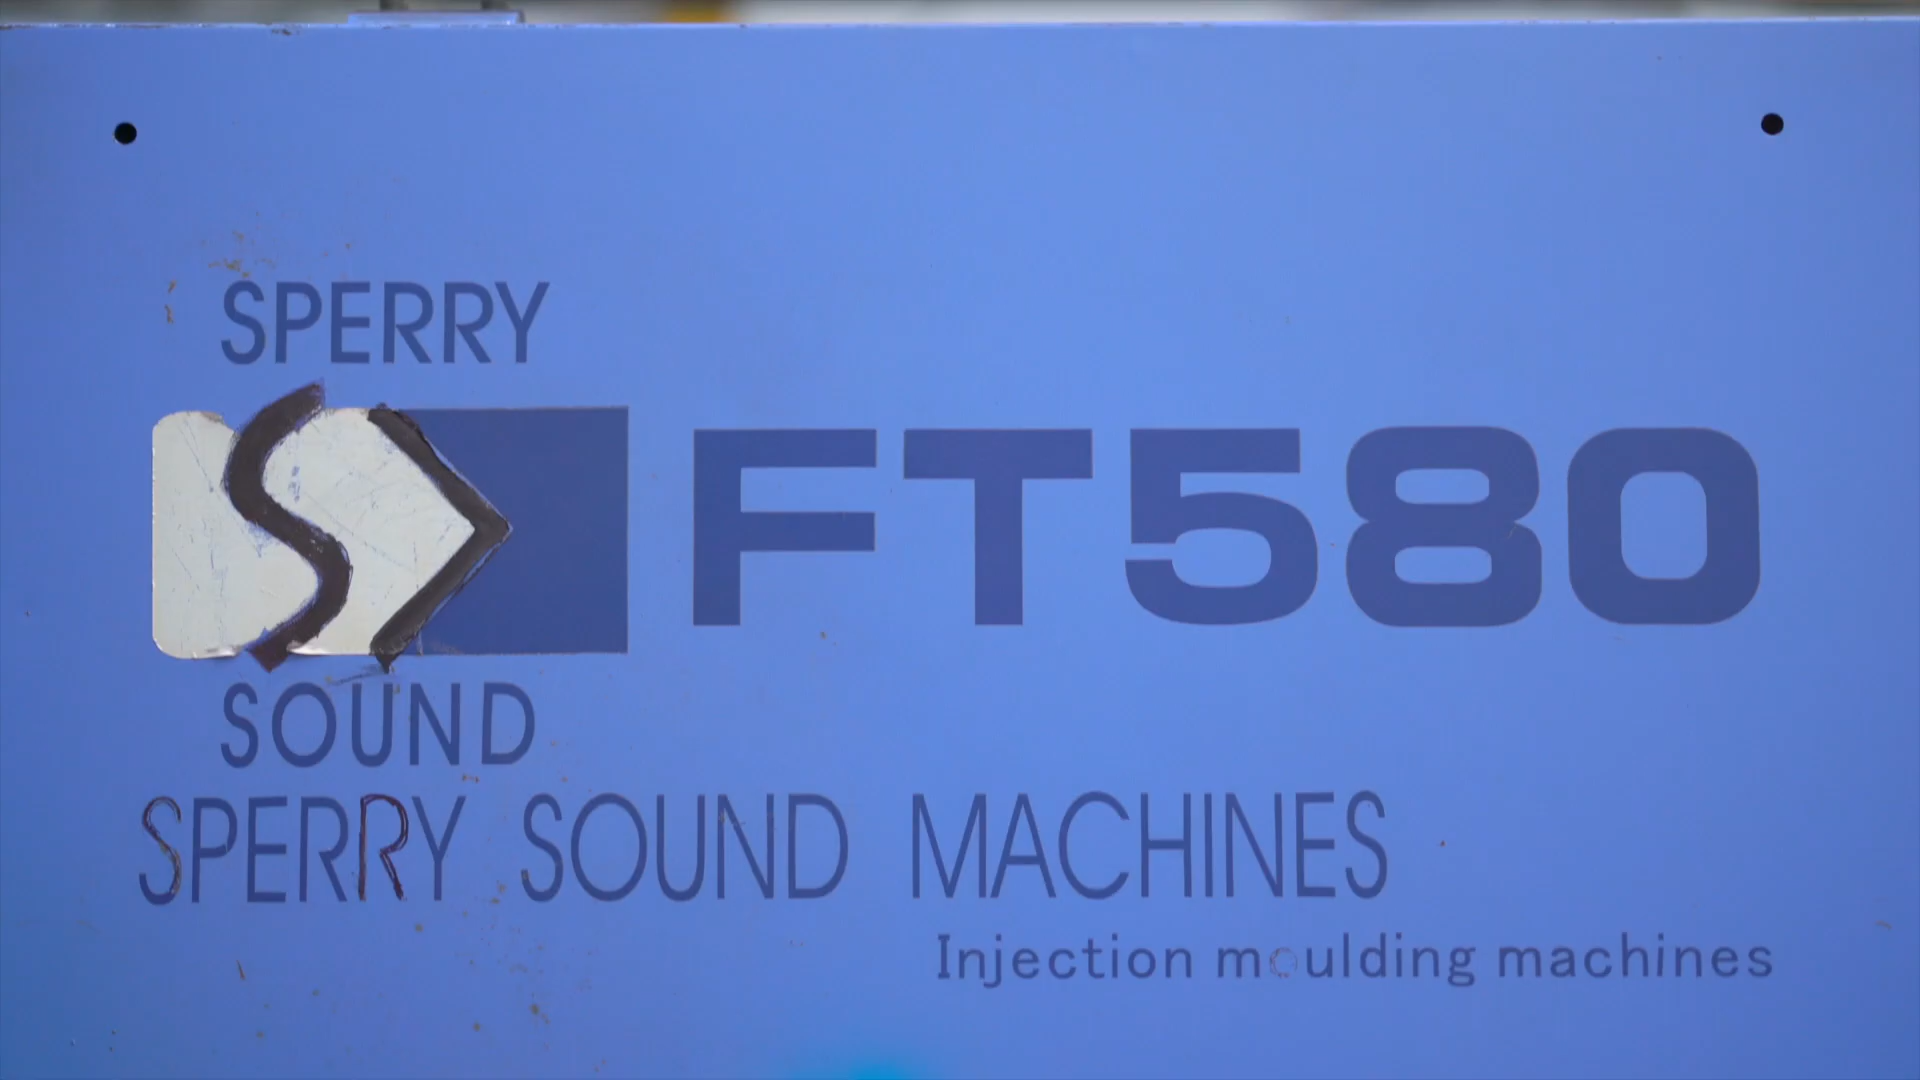 SPERRY
S
FT580
SOUND
SPERRY SOUND MACHINES
Injection moulding machines